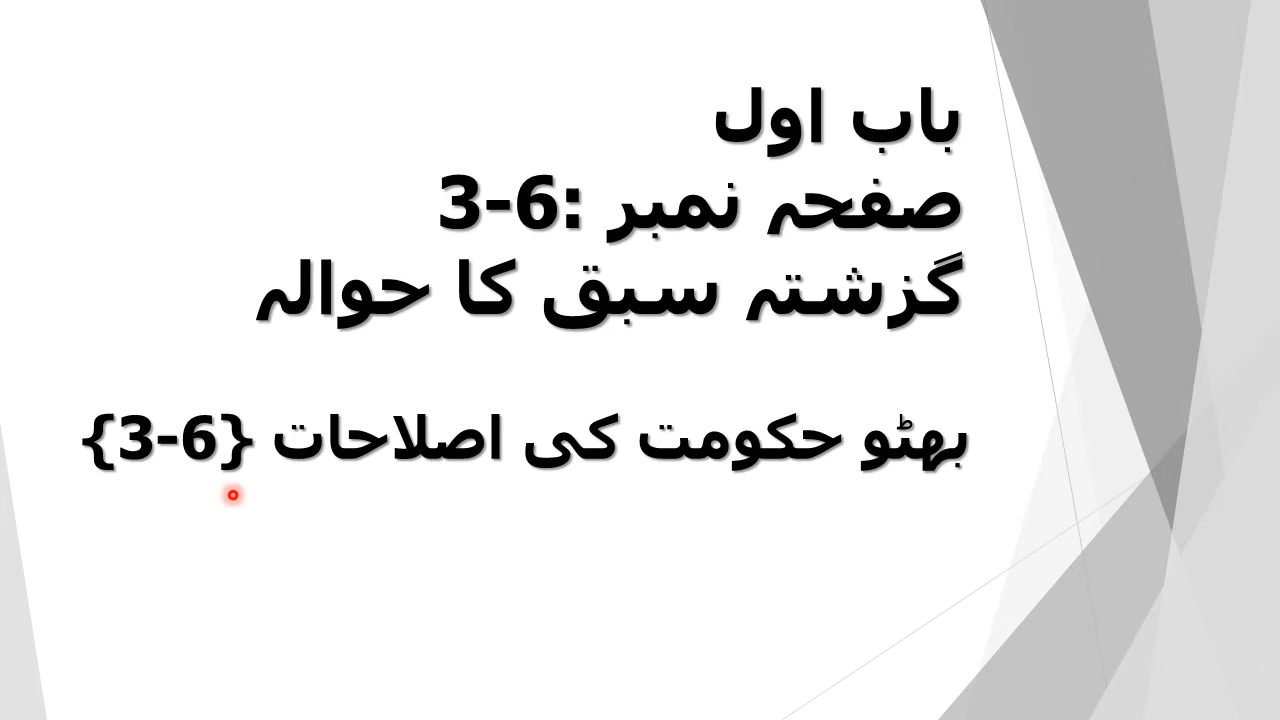 باب اول
صفحہ نمبر :6-3
گزشتہ سبق کا حوالہ
بھٹو حکومت کی اصلاحات {6-3}